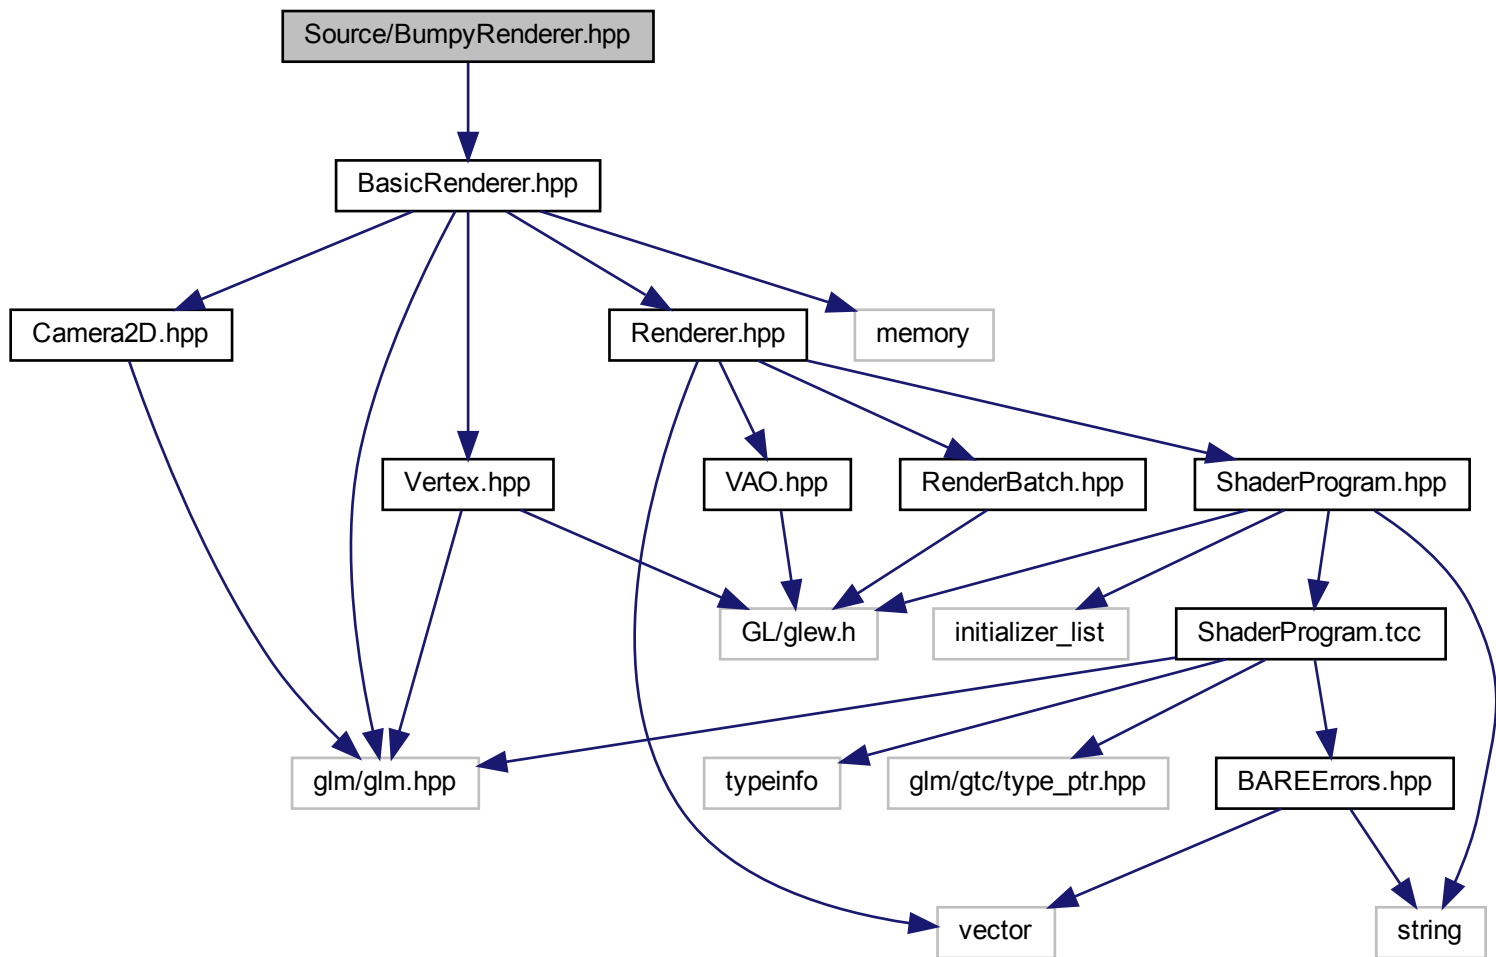 Source/BumpyRenderer.hpp
BasicRenderer.hpp
Camera2D.hpp
Renderer.hpp
memory
Vertex.hpp
VAO.hpp
RenderBatch.hpp
ShaderProgram.hpp
GL/glew.h
initializer_list
ShaderProgram.tcc
glm/glm.hpp
typeinfo
glm/gtc/type_ptr.hpp
BAREErrors.hpp
vector
string